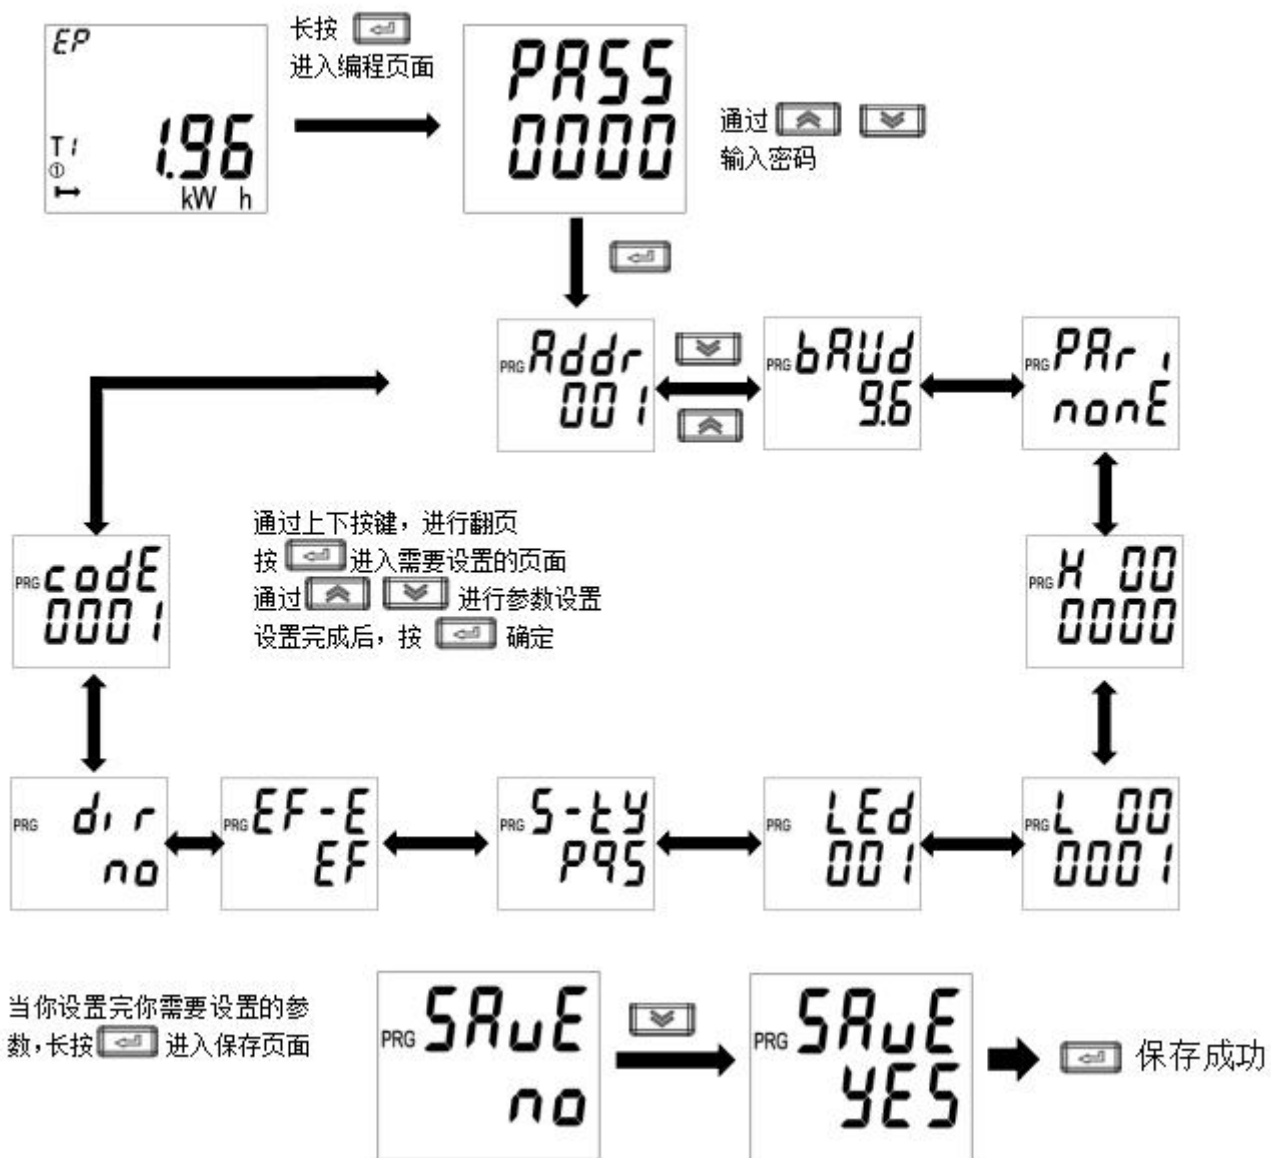 EP
T1
①
1.96
kW h
长按
进入编程页面
PASS
0000
通过
输入密码
PRG Addr
001
PRG bAUd
9.6
PRG PAri
nonE
PRG codE
0001
通过上下按键，进行翻页
按 进入需要设置的页面
通过 进行参数设置
设置完成后，按 确定
PRG H 00
0000
PRG dir
no
PRG EF-E
EF
PRG S-tY
Pq5
PRG LEd
001
PRG L 00
0001
当你设置完你需要设置的参
数，长按 进入保存页面
PRG SAvE
no
PRG SAvE
YES
保存成功